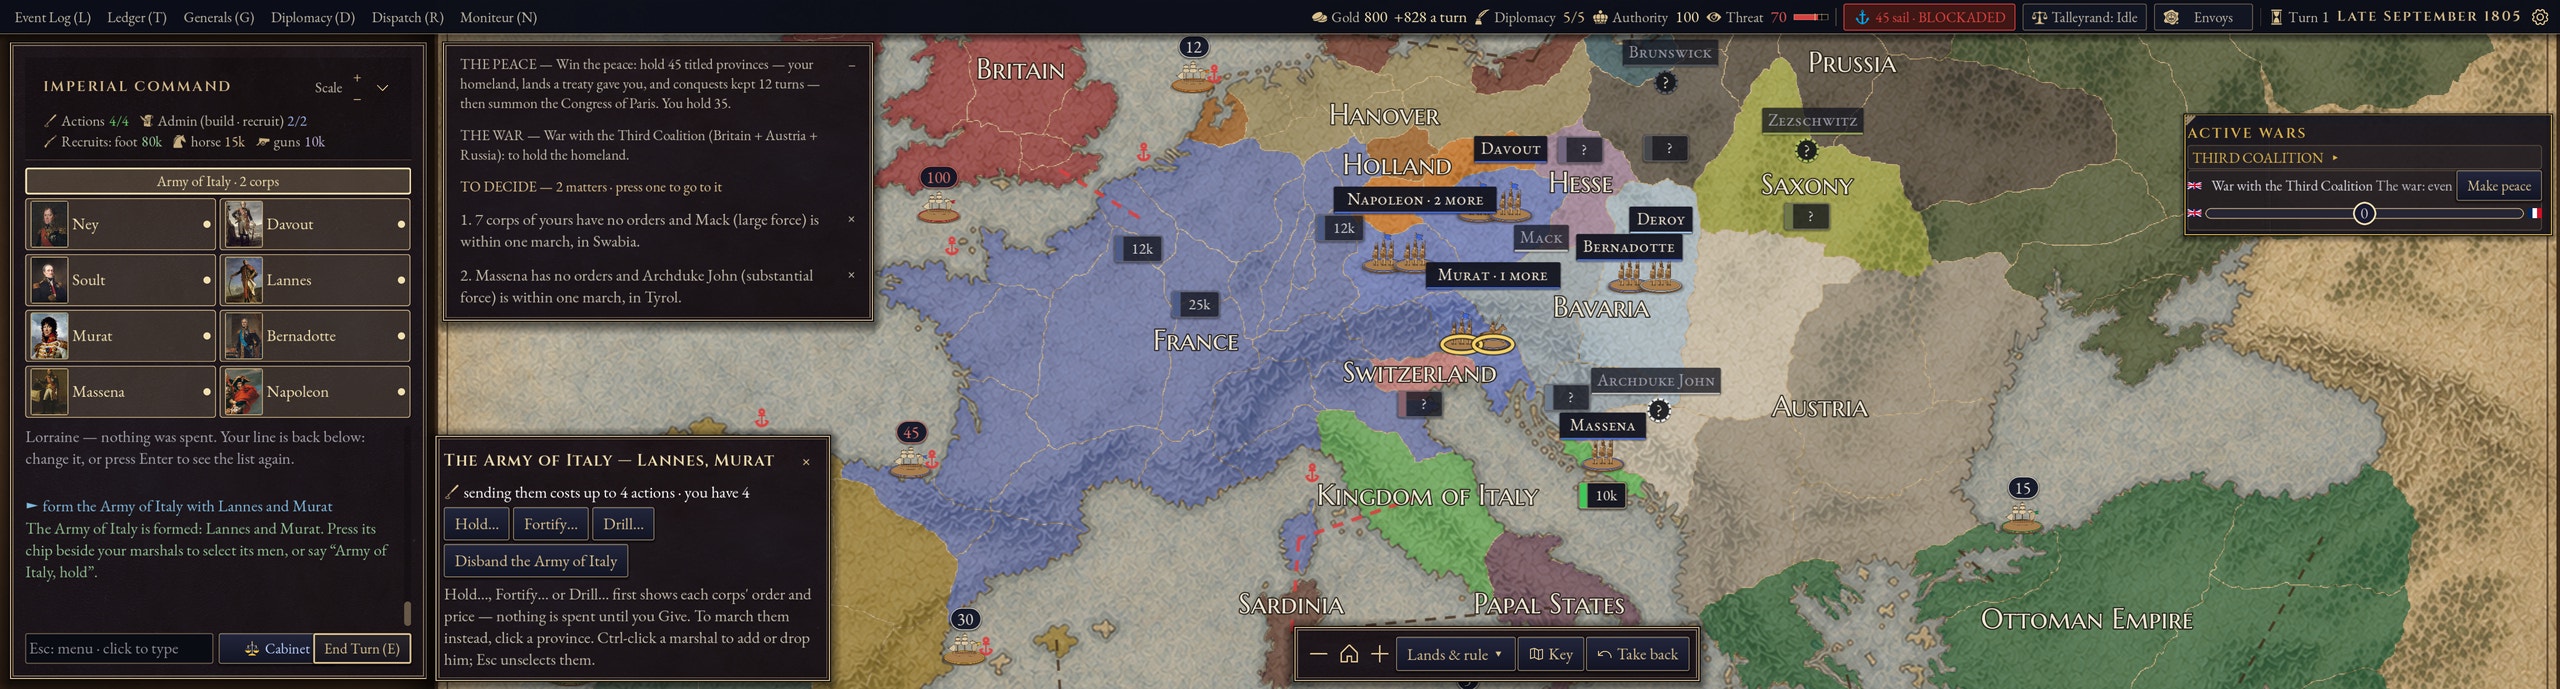 Event Log (L) Ledger (T) Generals (G) Diplomacy (D) Dispatch (R) Moniteur (N)
Gold 800 +828 a turn Diplomacy 5/5 Authority 100 Threat 70
45 sail · BLOCKADED
Talleyrand: Idle
Envoys
Turn 1 LATE SEPTEMBER 1805
IMPERIAL COMMAND
Scale + −
Actions 4/4 Admin (build · recruit) 2/2
Recruits: foot 80k horse 15k guns 10k
Army of Italy · 2 corps
Ney
Davout
Soult
Lannes
Murat
Bernadotte
Massena
Napoleon
Lorraine — nothing was spent. Your line is back below:
change it, or press Enter to see the list again.
► form the Army of Italy with Lannes and Murat
The Army of Italy is formed: Lannes and Murat. Press its
chip beside your marshals to select its men, or say “Army of
Italy, hold”.
Esc: menu · click to type
Cabinet
End Turn (E)
THE PEACE — Win the peace: hold 45 titled provinces — your
homeland, lands a treaty gave you, and conquests kept 12 turns —
then summon the Congress of Paris. You hold 35.
THE WAR — War with the Third Coalition (Britain + Austria +
Russia): to hold the homeland.
TO DECIDE — 2 matters · press one to go to it
1. 7 corps of yours have no orders and Mack (large force) is
within one march, in Swabia.
×
2. Massena has no orders and Archduke John (substantial
force) is within one march, in Tyrol.
×
THE ARMY OF ITALY — LANNES, MURAT
×
sending them costs up to 4 actions · you have 4
Hold...
Fortify...
Drill...
Disband the Army of Italy
Hold..., Fortify... or Drill... first shows each corps' order and
price — nothing is spent until you Give. To march them
instead, click a province. Ctrl-click a marshal to add or drop
him; Esc unselects them.
12
BRITAIN
BRUNSWICK
?
PRUSSIA
HANOVER
ZEZSCHWITZ
?
DAVOUT
?
?
HOLLAND
100
HESSE
SAXONY
NAPOLEON · 2 MORE
?
DEROY
12k
12k
MACK
BERNADOTTE
MURAT · 1 MORE
25k
BAVARIA
FRANCE
SWITZERLAND
ARCHDUKE JOHN
?
?
?
AUSTRIA
MASSENA
45
KINGDOM OF ITALY
10k
15
SARDINIA
PAPAL STATES
OTTOMAN EMPIRE
30
− + Lands & rule ▾
Key
Take back
ACTIVE WARS
THIRD COALITION ▸
War with the Third Coalition The war: even
Make peace
0